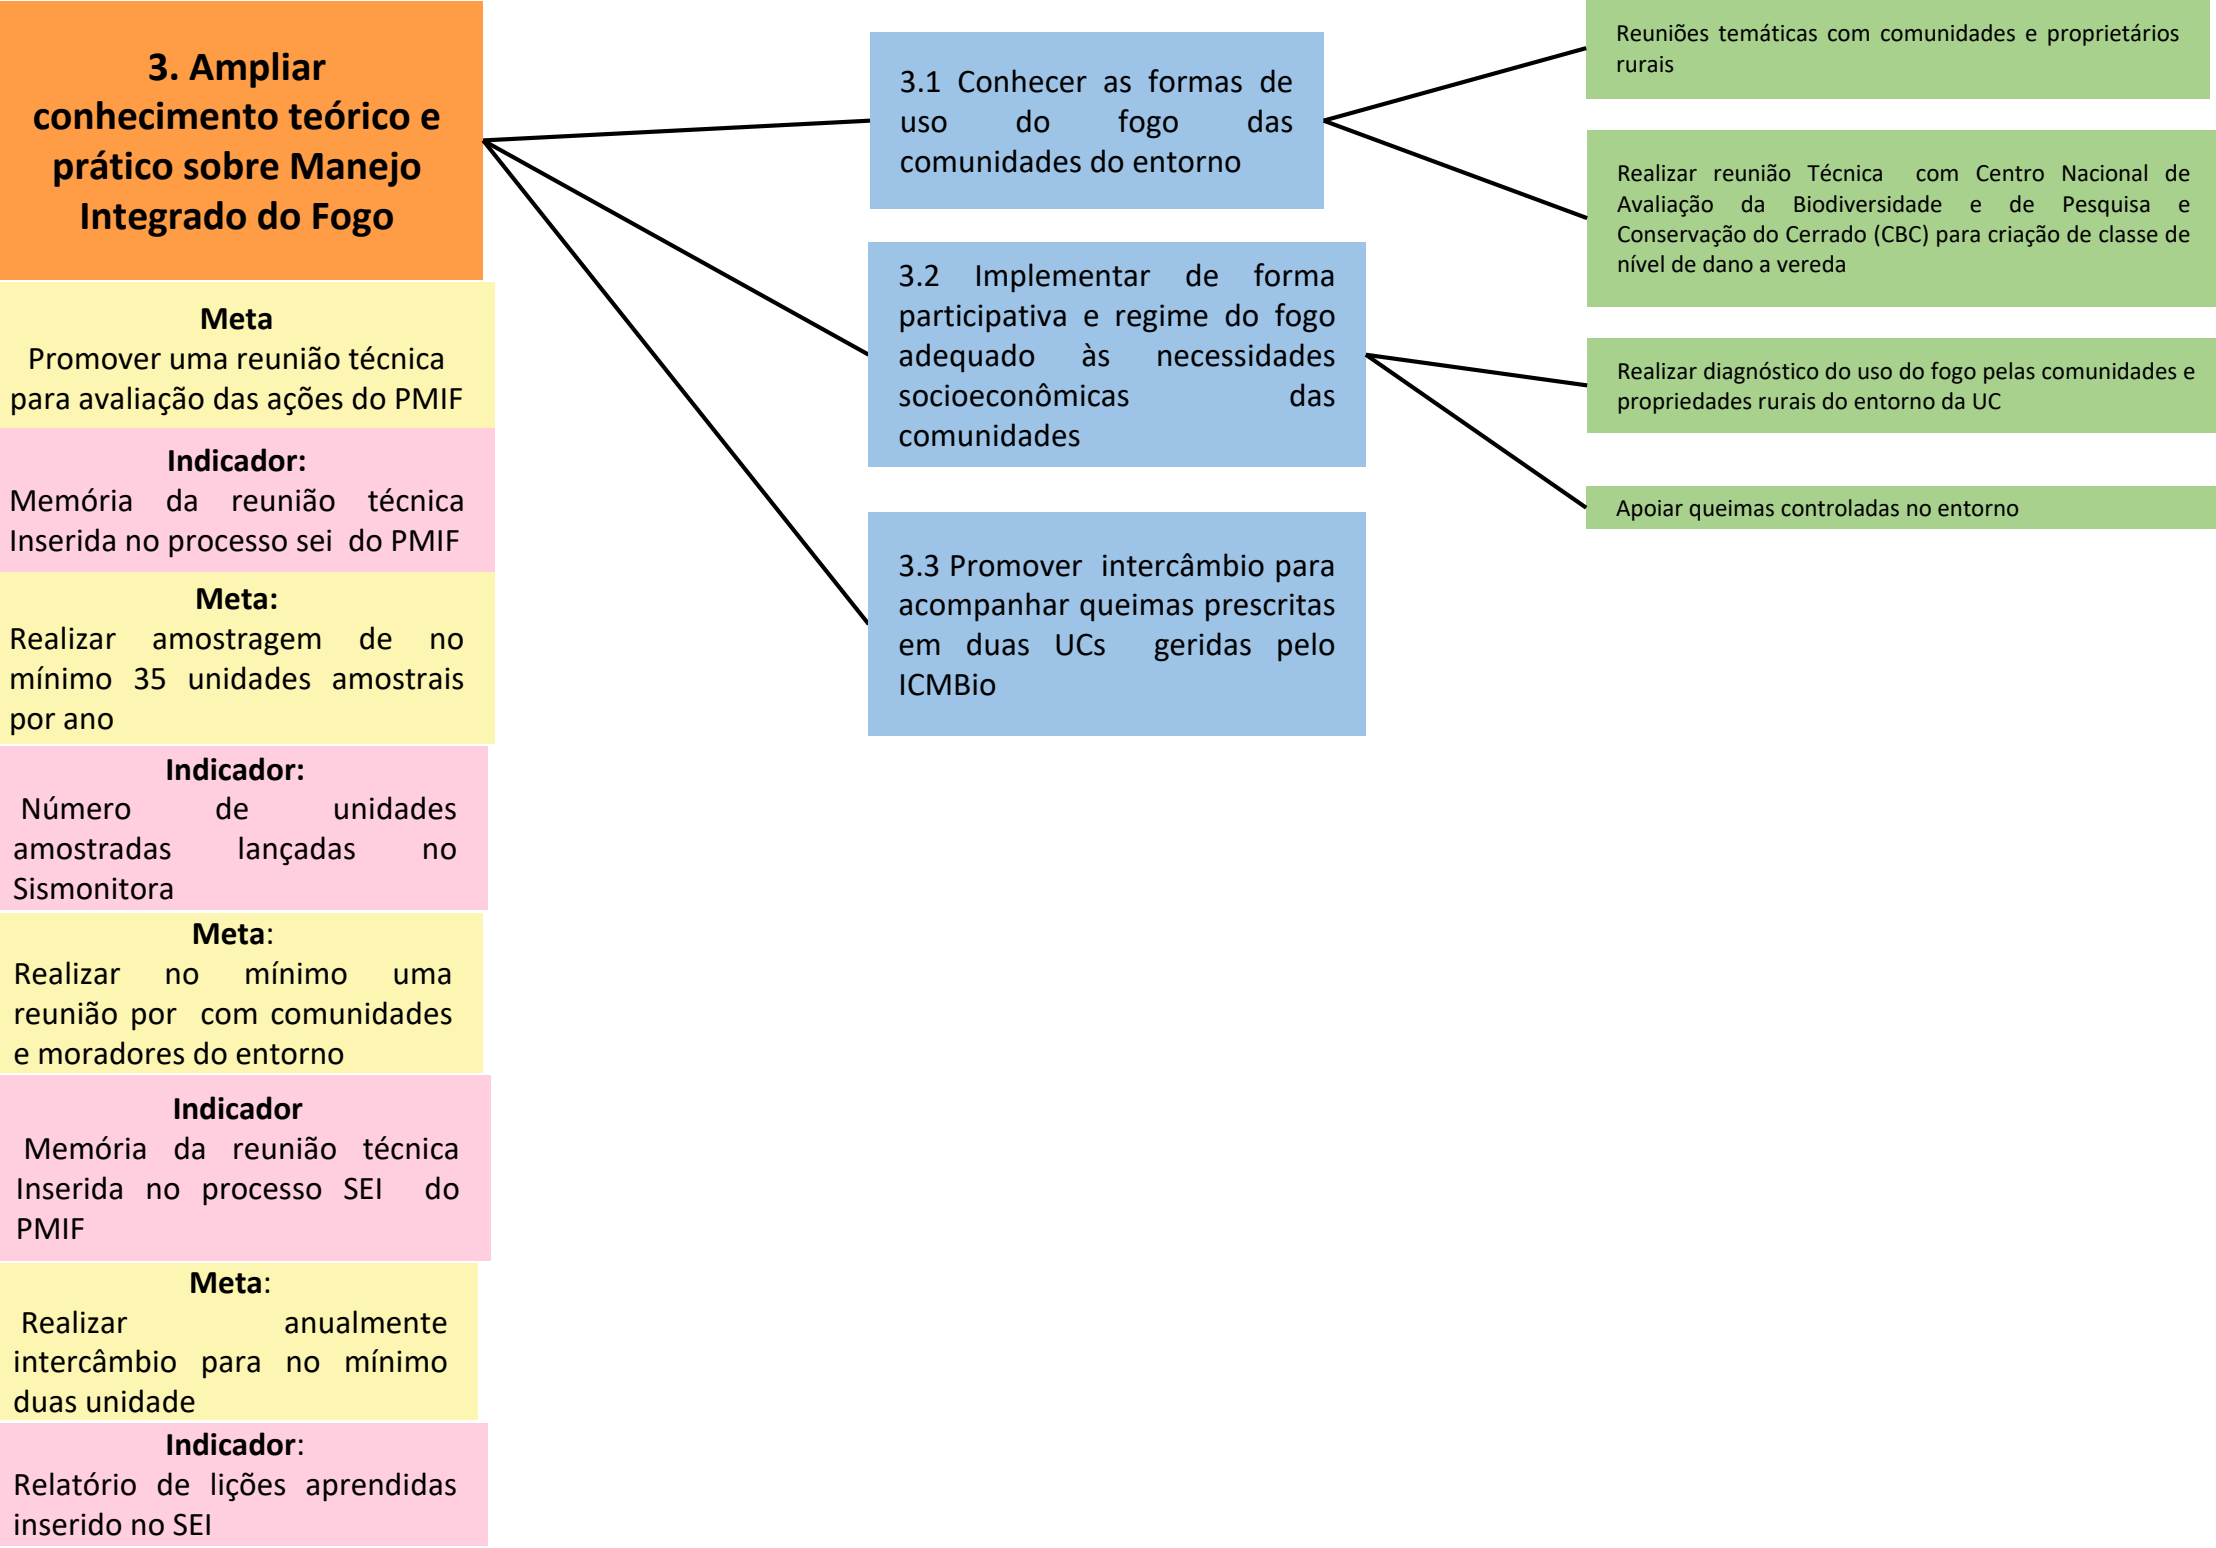 3. Ampliar
conhecimento teórico e
prático sobre Manejo
Integrado do Fogo
Meta
Promover uma reunião técnica
para avaliação das ações do PMIF
Indicador:
Memória da reunião técnica
Inserida no processo sei do PMIF
Meta:
Realizar amostragem de no
mínimo 35 unidades amostrais
por ano
Indicador:
Número de unidades
amostradas lançadas no
Sismonitora
Meta:
Realizar no mínimo uma
reunião por com comunidades
e moradores do entorno
Indicador
Memória da reunião técnica
Inserida no processo SEI do
PMIF
Meta:
Realizar anualmente
intercâmbio para no mínimo
duas unidade
Indicador:
Relatório de lições aprendidas
inserido no SEI
3.1 Conhecer as formas de
uso do fogo das
comunidades do entorno
3.2 Implementar de forma
participativa e regime do fogo
adequado às necessidades
socioeconômicas das
comunidades
3.3 Promover intercâmbio para
acompanhar queimas prescritas
em duas UCs geridas pelo
ICMBio
Reuniões temáticas com comunidades e proprietários
rurais
Realizar reunião Técnica com Centro Nacional de
Avaliação da Biodiversidade e de Pesquisa e
Conservação do Cerrado (CBC) para criação de classe de
nível de dano a vereda
Realizar diagnóstico do uso do fogo pelas comunidades e
propriedades rurais do entorno da UC
Apoiar queimas controladas no entorno